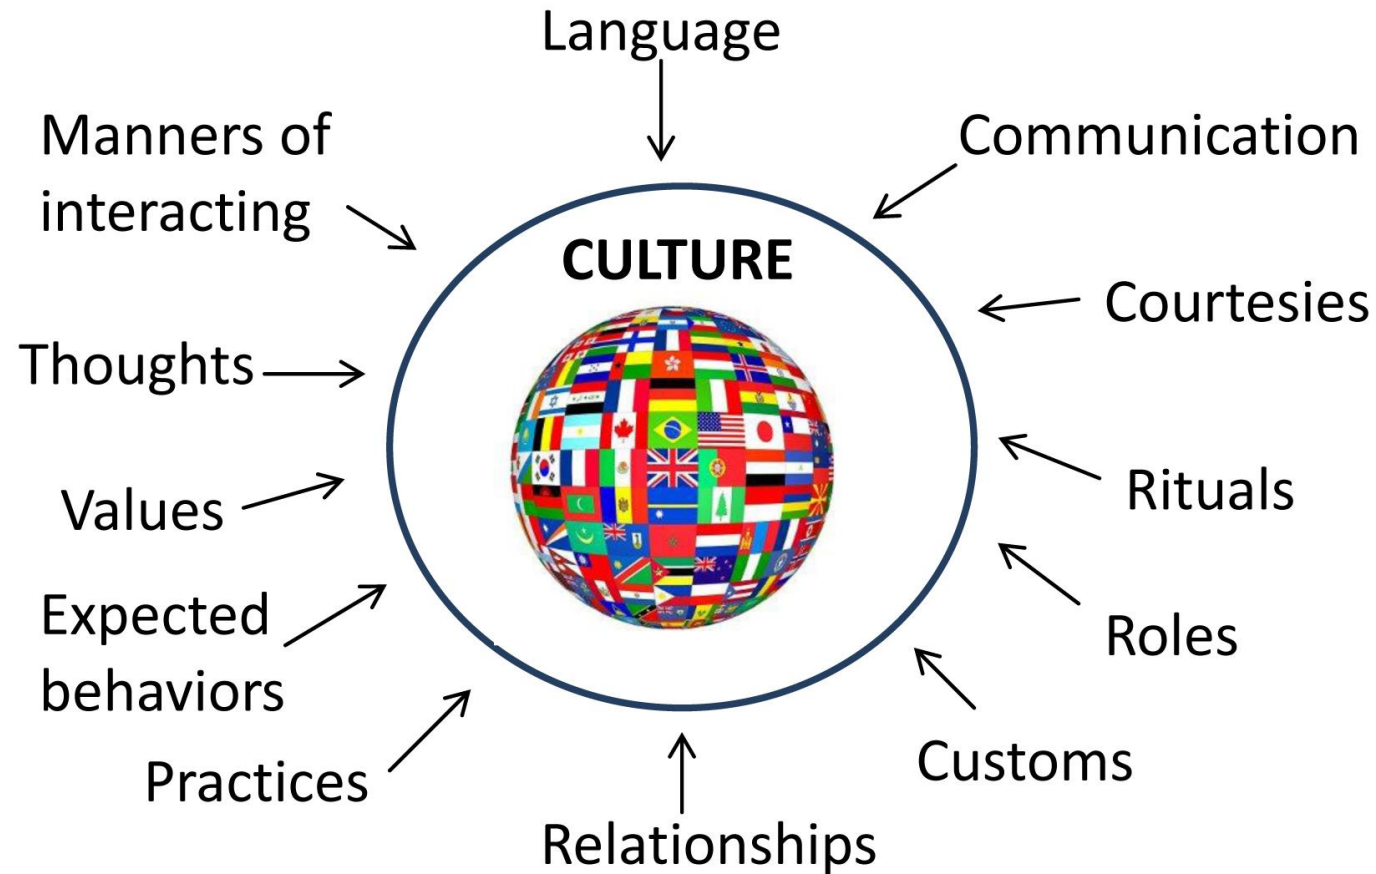 Language
Manners of
interacting
Communication
CULTURE
Courtesies
Thoughts
Values
Rituals
Expected
behaviors
Roles
Practices
Customs
Relationships